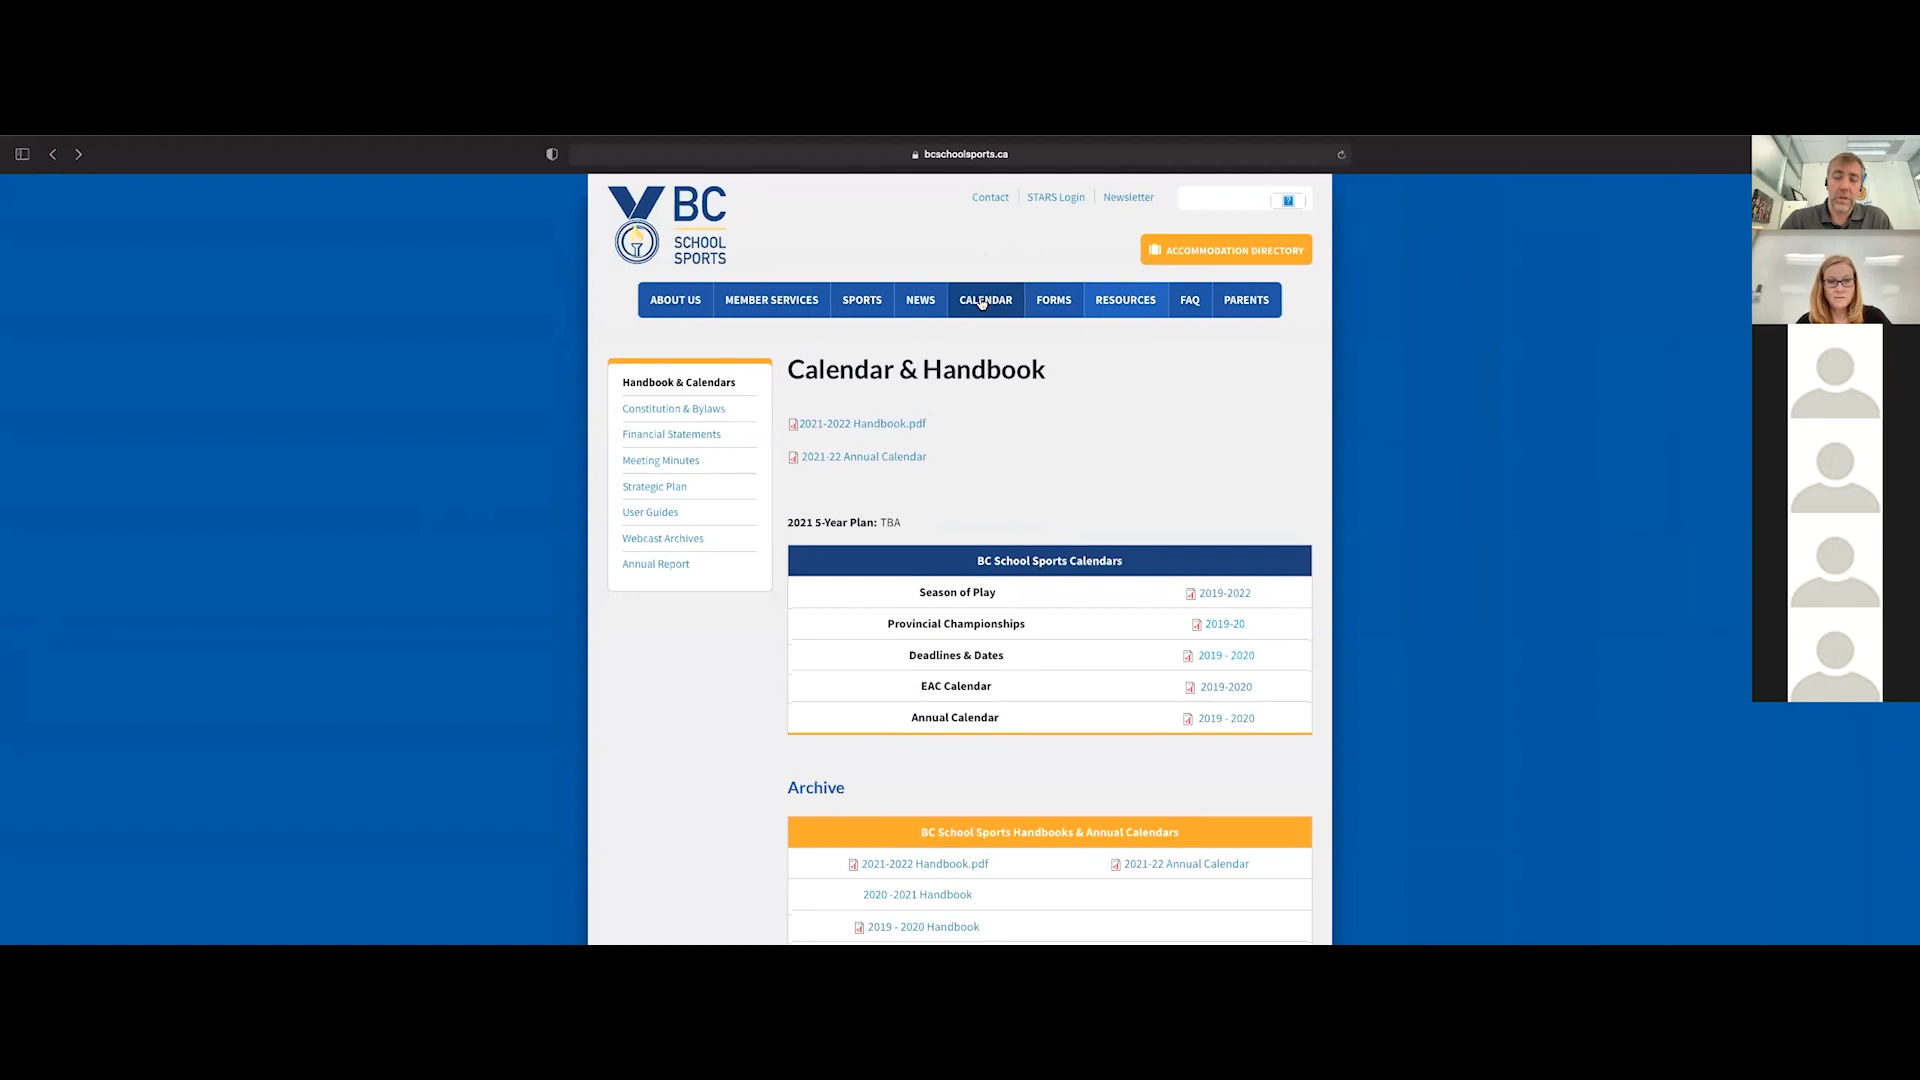 bcschoolsports.ca
BC
SCHOOL
SPORTS
Contact
STARS Login
Newsletter
ACCOMMODATION DIRECTORY
ABOUT US
MEMBER SERVICES
SPORTS
NEWS
CALENDAR
FORMS
RESOURCES
FAQ
PARENTS
Handbook & Calendars
Constitution & Bylaws
Financial Statements
Meeting Minutes
Strategic Plan
User Guides
Webcast Archives
Annual Report
Calendar & Handbook
2021-2022 Handbook.pdf
2021-22 Annual Calendar
2021 5-Year Plan: TBA
BC School Sports Calendars
Season of Play 2019-2022
Provincial Championships 2019-20
Deadlines & Dates 2019 - 2020
EAC Calendar 2019-2020
Annual Calendar 2019 - 2020
Archive
BC School Sports Handbooks & Annual Calendars
2021-2022 Handbook.pdf 2021-22 Annual Calendar
2020 -2021 Handbook
2019 - 2020 Handbook